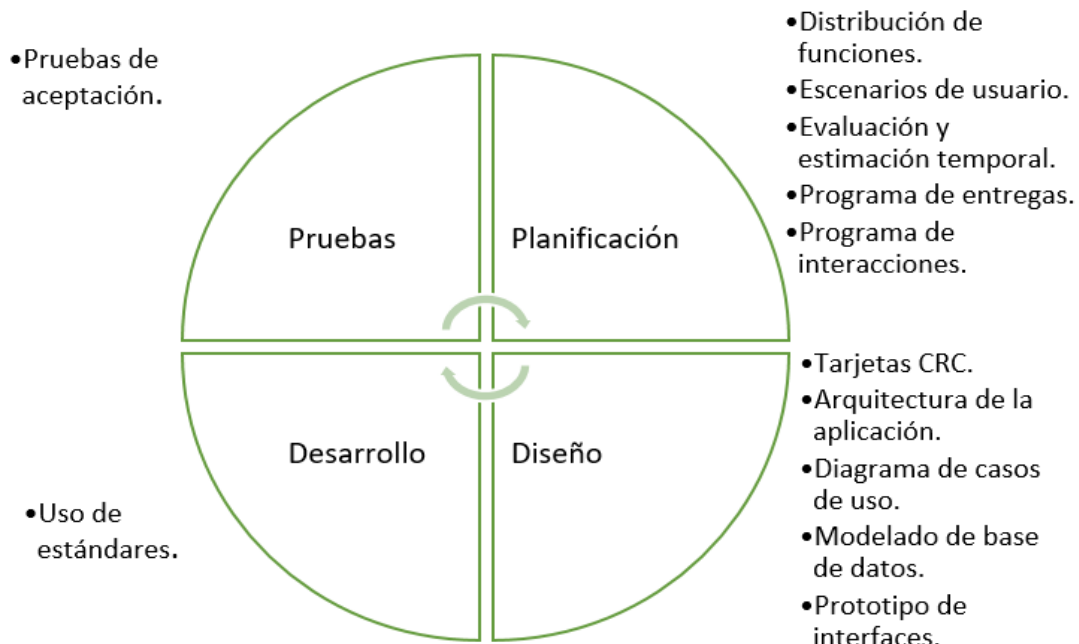 •Pruebas de
aceptación.
•Distribución de
funciones.
•Escenarios de usuario.
•Evaluación y
estimación temporal.
•Programa de entregas.
•Programa de
interacciones.
Pruebas
Planificación
Desarrollo
Diseño
•Uso de
estándares.
•Tarjetas CRC.
•Arquitectura de la
aplicación.
•Diagrama de casos
de uso.
•Modelado de base
de datos.
•Prototipo de
interfaces.